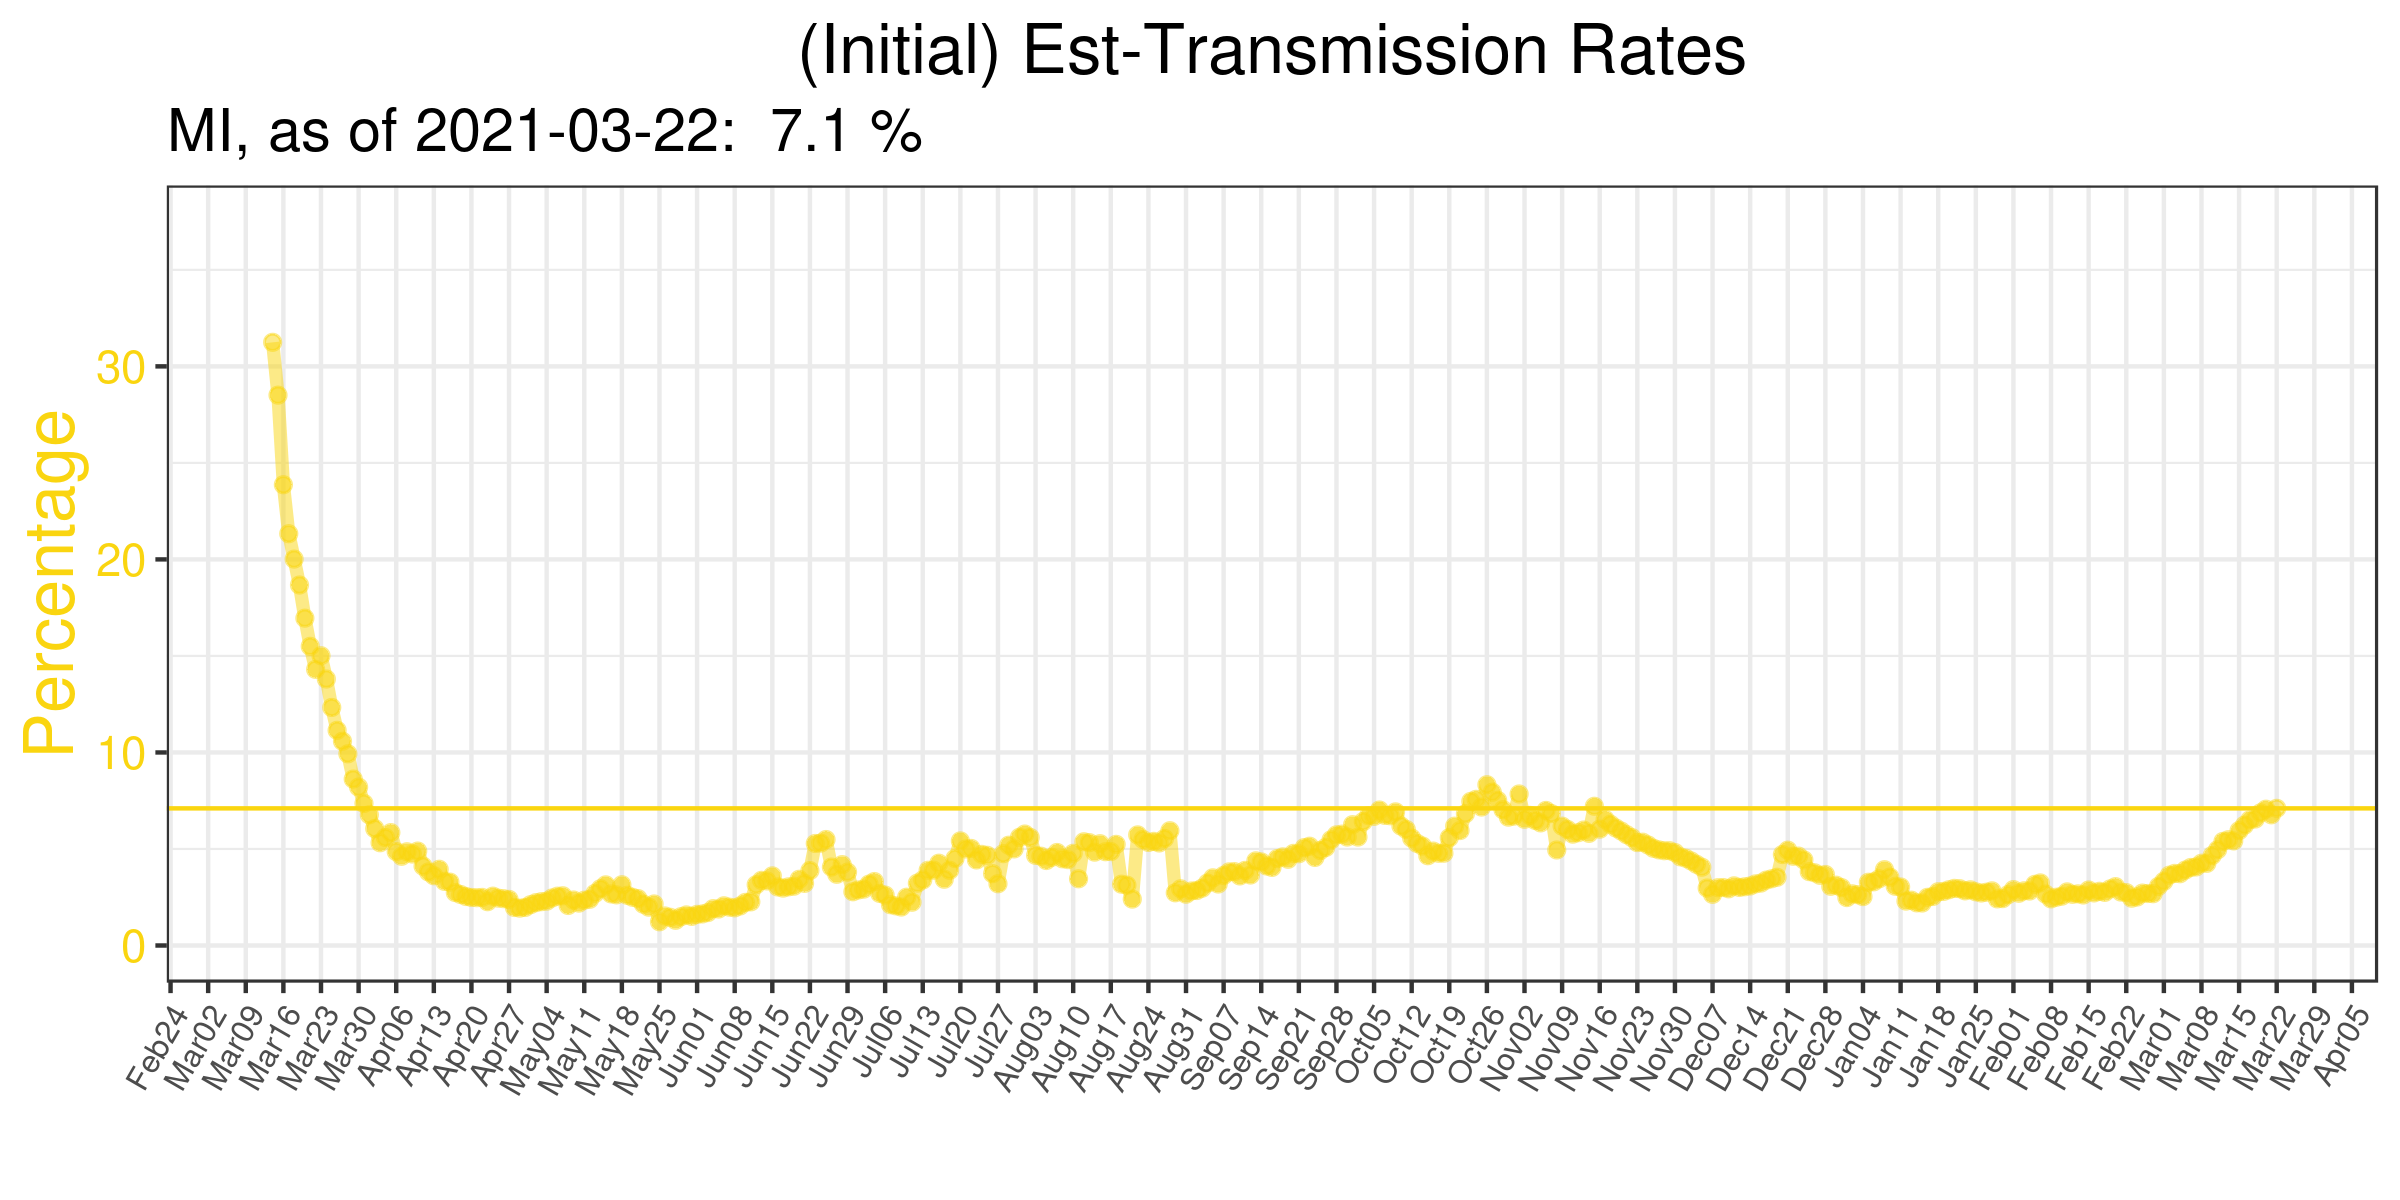 (Initial) Est-Transmission Rates
MI, as of 2021-03-22:  7.1 %
Percentage
30
20
10
0
Feb24
Mar02
Mar09
Mar16
Mar23
Mar30
Apr06
Apr13
Apr20
Apr27
May04
May11
May18
May25
Jun01
Jun08
Jun15
Jun22
Jun29
Jul06
Jul13
Jul20
Jul27
Aug03
Aug10
Aug17
Aug24
Aug31
Sep07
Sep14
Sep21
Sep28
Oct05
Oct12
Oct19
Oct26
Nov02
Nov09
Nov16
Nov23
Nov30
Dec07
Dec14
Dec21
Dec28
Jan04
Jan11
Jan18
Jan25
Feb01
Feb08
Feb15
Feb22
Mar01
Mar08
Mar15
Mar22
Mar29
Apr05